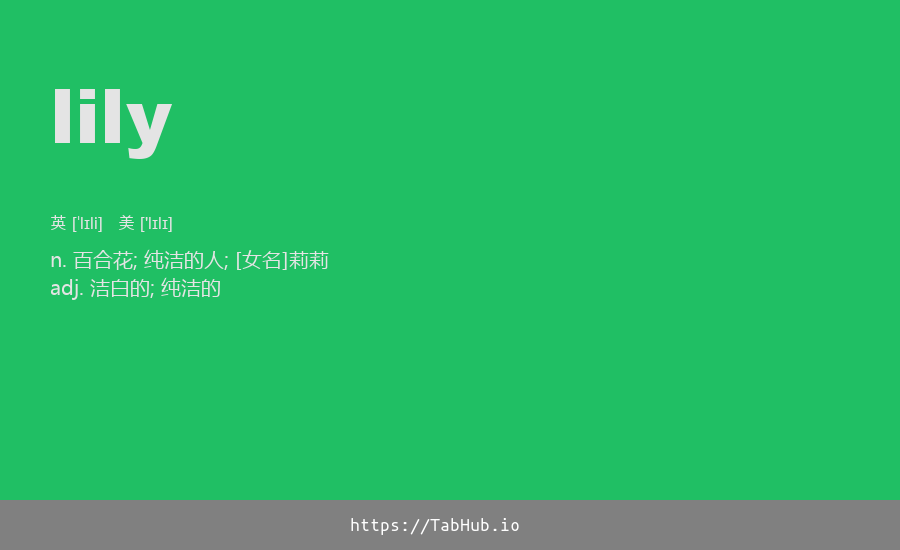 lily
英 ['lɪli] 美 ['lɪlɪ]
n. 百合花; 纯洁的人; [女名]莉莉
adj. 洁白的; 纯洁的
https://TabHub.io